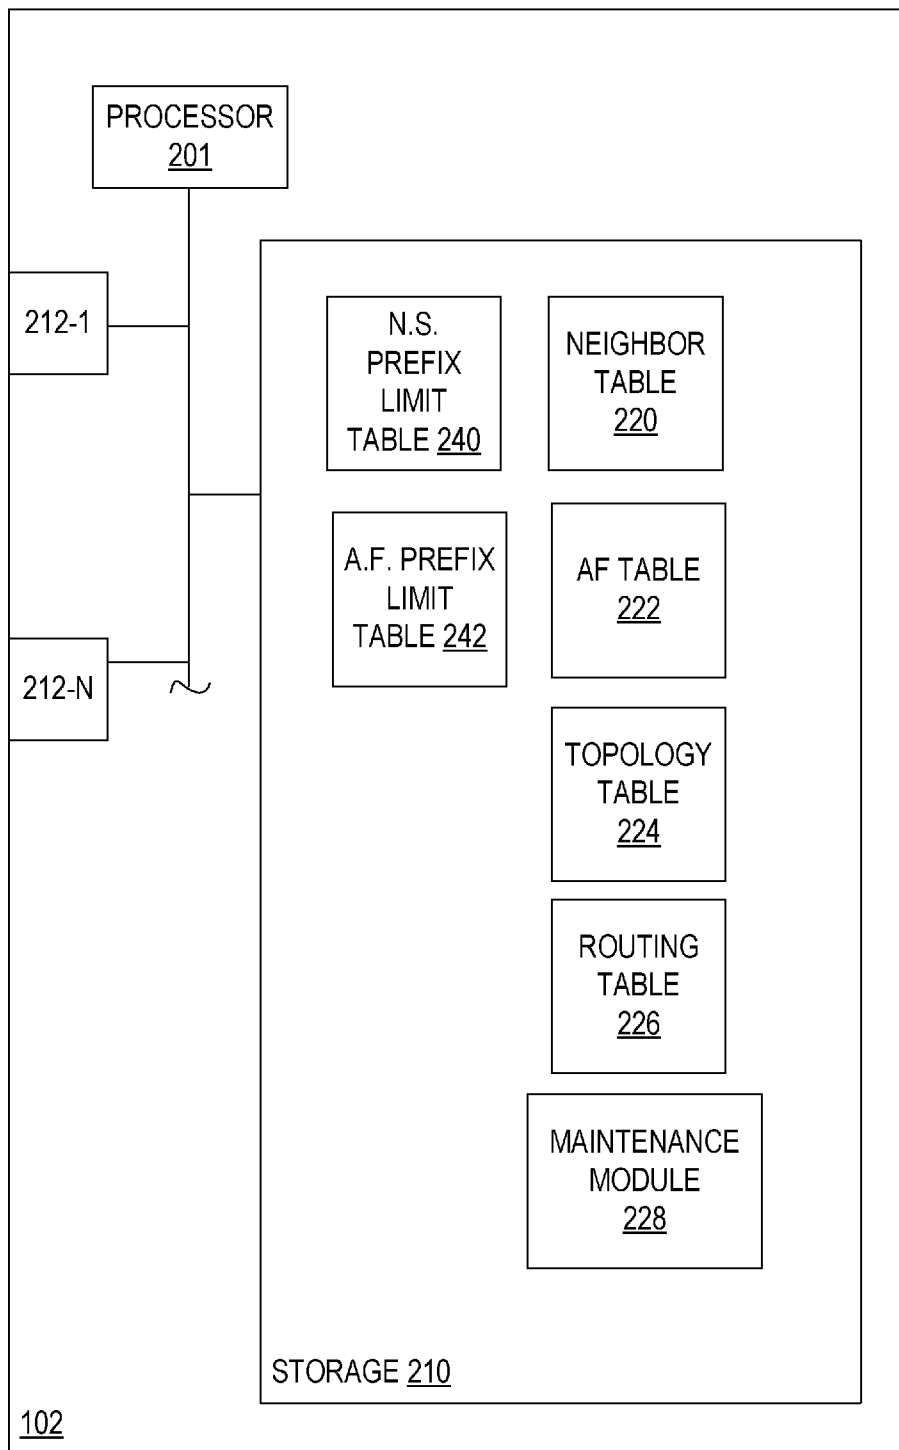 PROCESSOR
201
212-1
N.S.
PREFIX
LIMIT
TABLE 240
NEIGHBOR
TABLE
220
A.F. PREFIX
LIMIT
TABLE 242
AF TABLE
222
212-N
TOPOLOGY
TABLE
224
ROUTING
TABLE
226
MAINTENANCE
MODULE
228
STORAGE 210
102